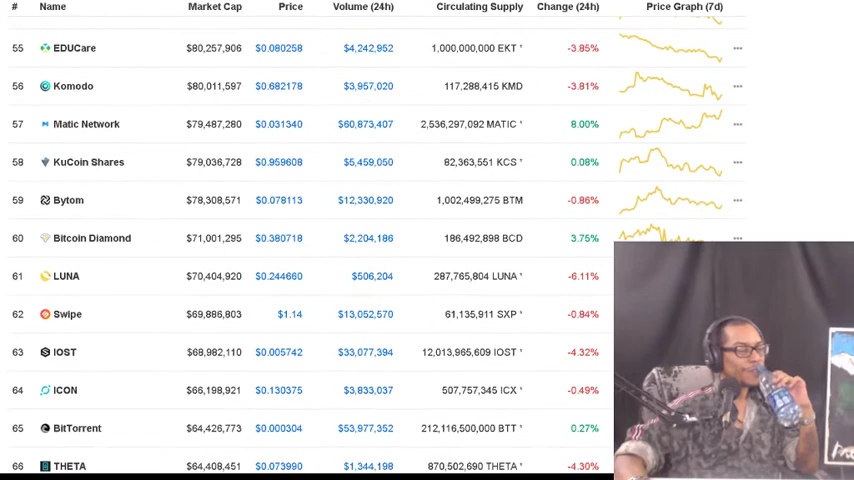 # Name Market Cap Price Volume (24h) Circulating Supply Change (24h) Price Graph (7d)
55 EDUCare $80,257,906 $0.080258 $4,242,952 1,000,000,000 EKT * -3.85%
56 Komodo $80,011,597 $0.682178 $3,957,020 117,288,415 KMD -3.81%
57 Matic Network $79,487,280 $0.031340 $60,873,407 2,536,297,092 MATIC * 8.00%
58 KuCoin Shares $79,036,728 $0.959608 $5,459,050 82,363,551 KCS * 0.08%
59 Bytom $78,308,571 $0.078113 $12,330,920 1,002,499,275 BTM -0.86%
60 Bitcoin Diamond $71,001,295 $0.380718 $2,204,186 186,492,898 BCD 3.75%
61 LUNA $70,404,920 $0.244660 $506,204 287,765,804 LUNA * -6.11%
62 Swipe $69,886,803 $1.14 $13,052,570 61,135,911 SXP * -0.84%
63 IOST $68,982,110 $0.005742 $33,077,394 12,013,965,609 IOST * -4.32%
64 ICON $66,198,921 $0.130375 $3,833,037 507,757,345 ICX * -0.49%
65 BitTorrent $64,426,773 $0.000304 $53,977,352 212,116,500,000 BTT * 0.27%
66 THETA $64,408,451 $0.073990 $1,344,198 870,502,690 THETA * -4.30%